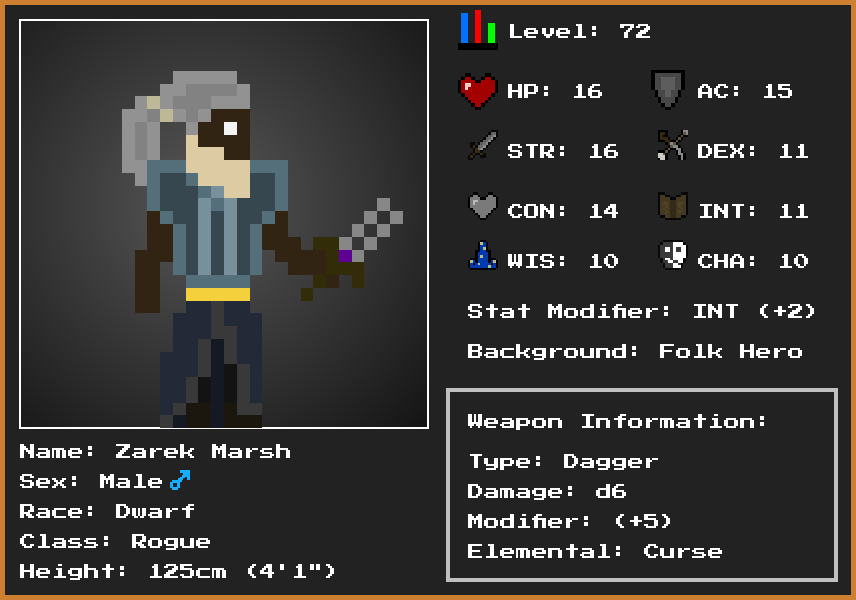 Level: 72
HP: 16 AC: 15
STR: 16 DEX: 11
CON: 14 INT: 11
WIS: 10 CHA: 10
Stat Modifier: INT (+2)
Background: Folk Hero
Weapon Information:
Type: Dagger
Damage: d6
Modifier: (+5)
Elemental: Curse
Name: Zarek Marsh
Sex: Male♂
Race: Dwarf
Class: Rogue
Height: 125cm (4'1")